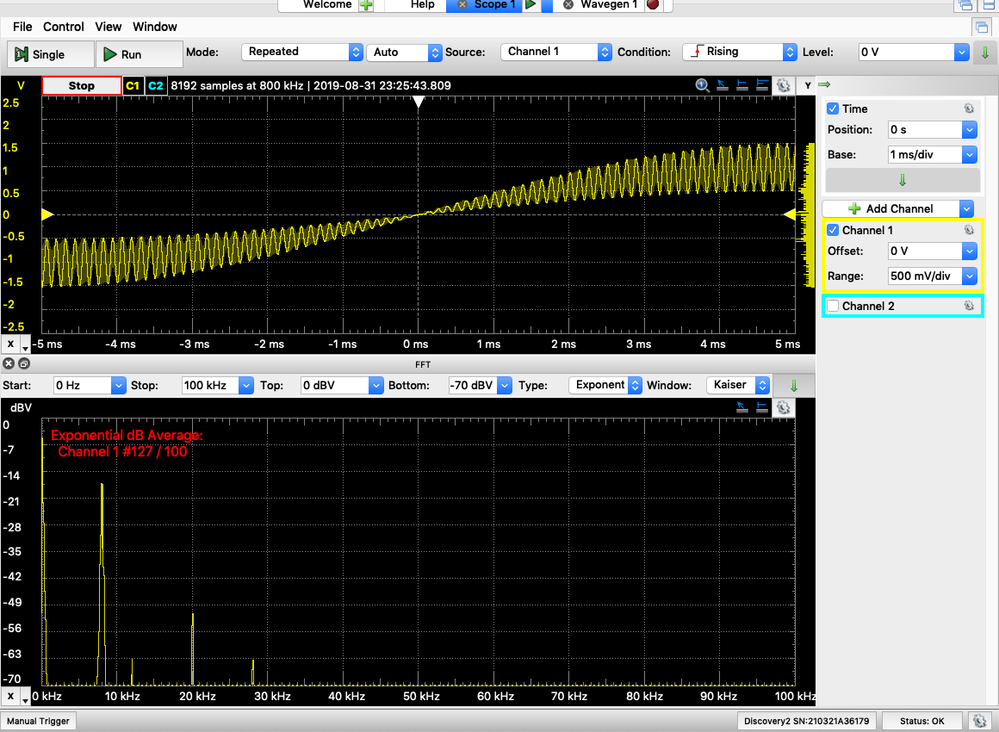 Welcome Help Scope 1 Wavegen 1
File Control View Window
Single Run Mode: Repeated Auto Source: Channel 1 Condition: Rising Level: 0 V
V Stop C1 C2 8192 samples at 800 kHz | 2019-08-31 23:25:43.809 Y
2.5
2
1.5
1
0.5
0
-0.5
-1
-1.5
-2
-2.5
X -5 ms -4 ms -3 ms -2 ms -1 ms 0 ms 1 ms 2 ms 3 ms 4 ms 5 ms
Time
Position: 0 s
Base: 1 ms/div
Add Channel
Channel 1
Offset: 0 V
Range: 500 mV/div
Channel 2
FFT
Start: 0 Hz Stop: 100 kHz Top: 0 dBV Bottom: -70 dBV Type: Exponent Window: Kaiser
dBV
Exponential dB Average:
Channel 1 #127 / 100
0
-7
-14
-21
-28
-35
-42
-49
-56
-63
-70
X 0 kHz 10 kHz 20 kHz 30 kHz 40 kHz 50 kHz 60 kHz 70 kHz 80 kHz 90 kHz 100 kHz
Manual Trigger Discovery2 SN:210321A36179 Status: OK